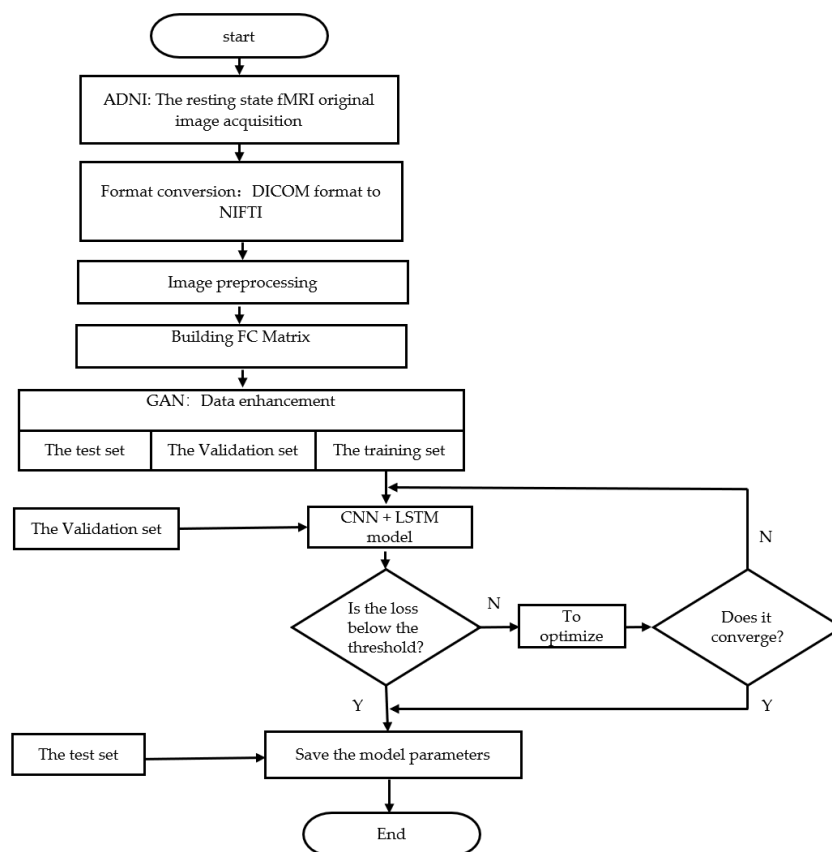 start
ADNI: The resting state fMRI original
image acquisition
Format conversion：DICOM format to
NIFTI
Image preprocessing
Building FC Matrix
GAN：Data enhancement
The test set
The Validation set
The training set
The Validation set
CNN + LSTM
model
N
Is the loss
below the
threshold?
N
To
optimize
Does it
converge?
Y
Y
The test set
Save the model parameters
End